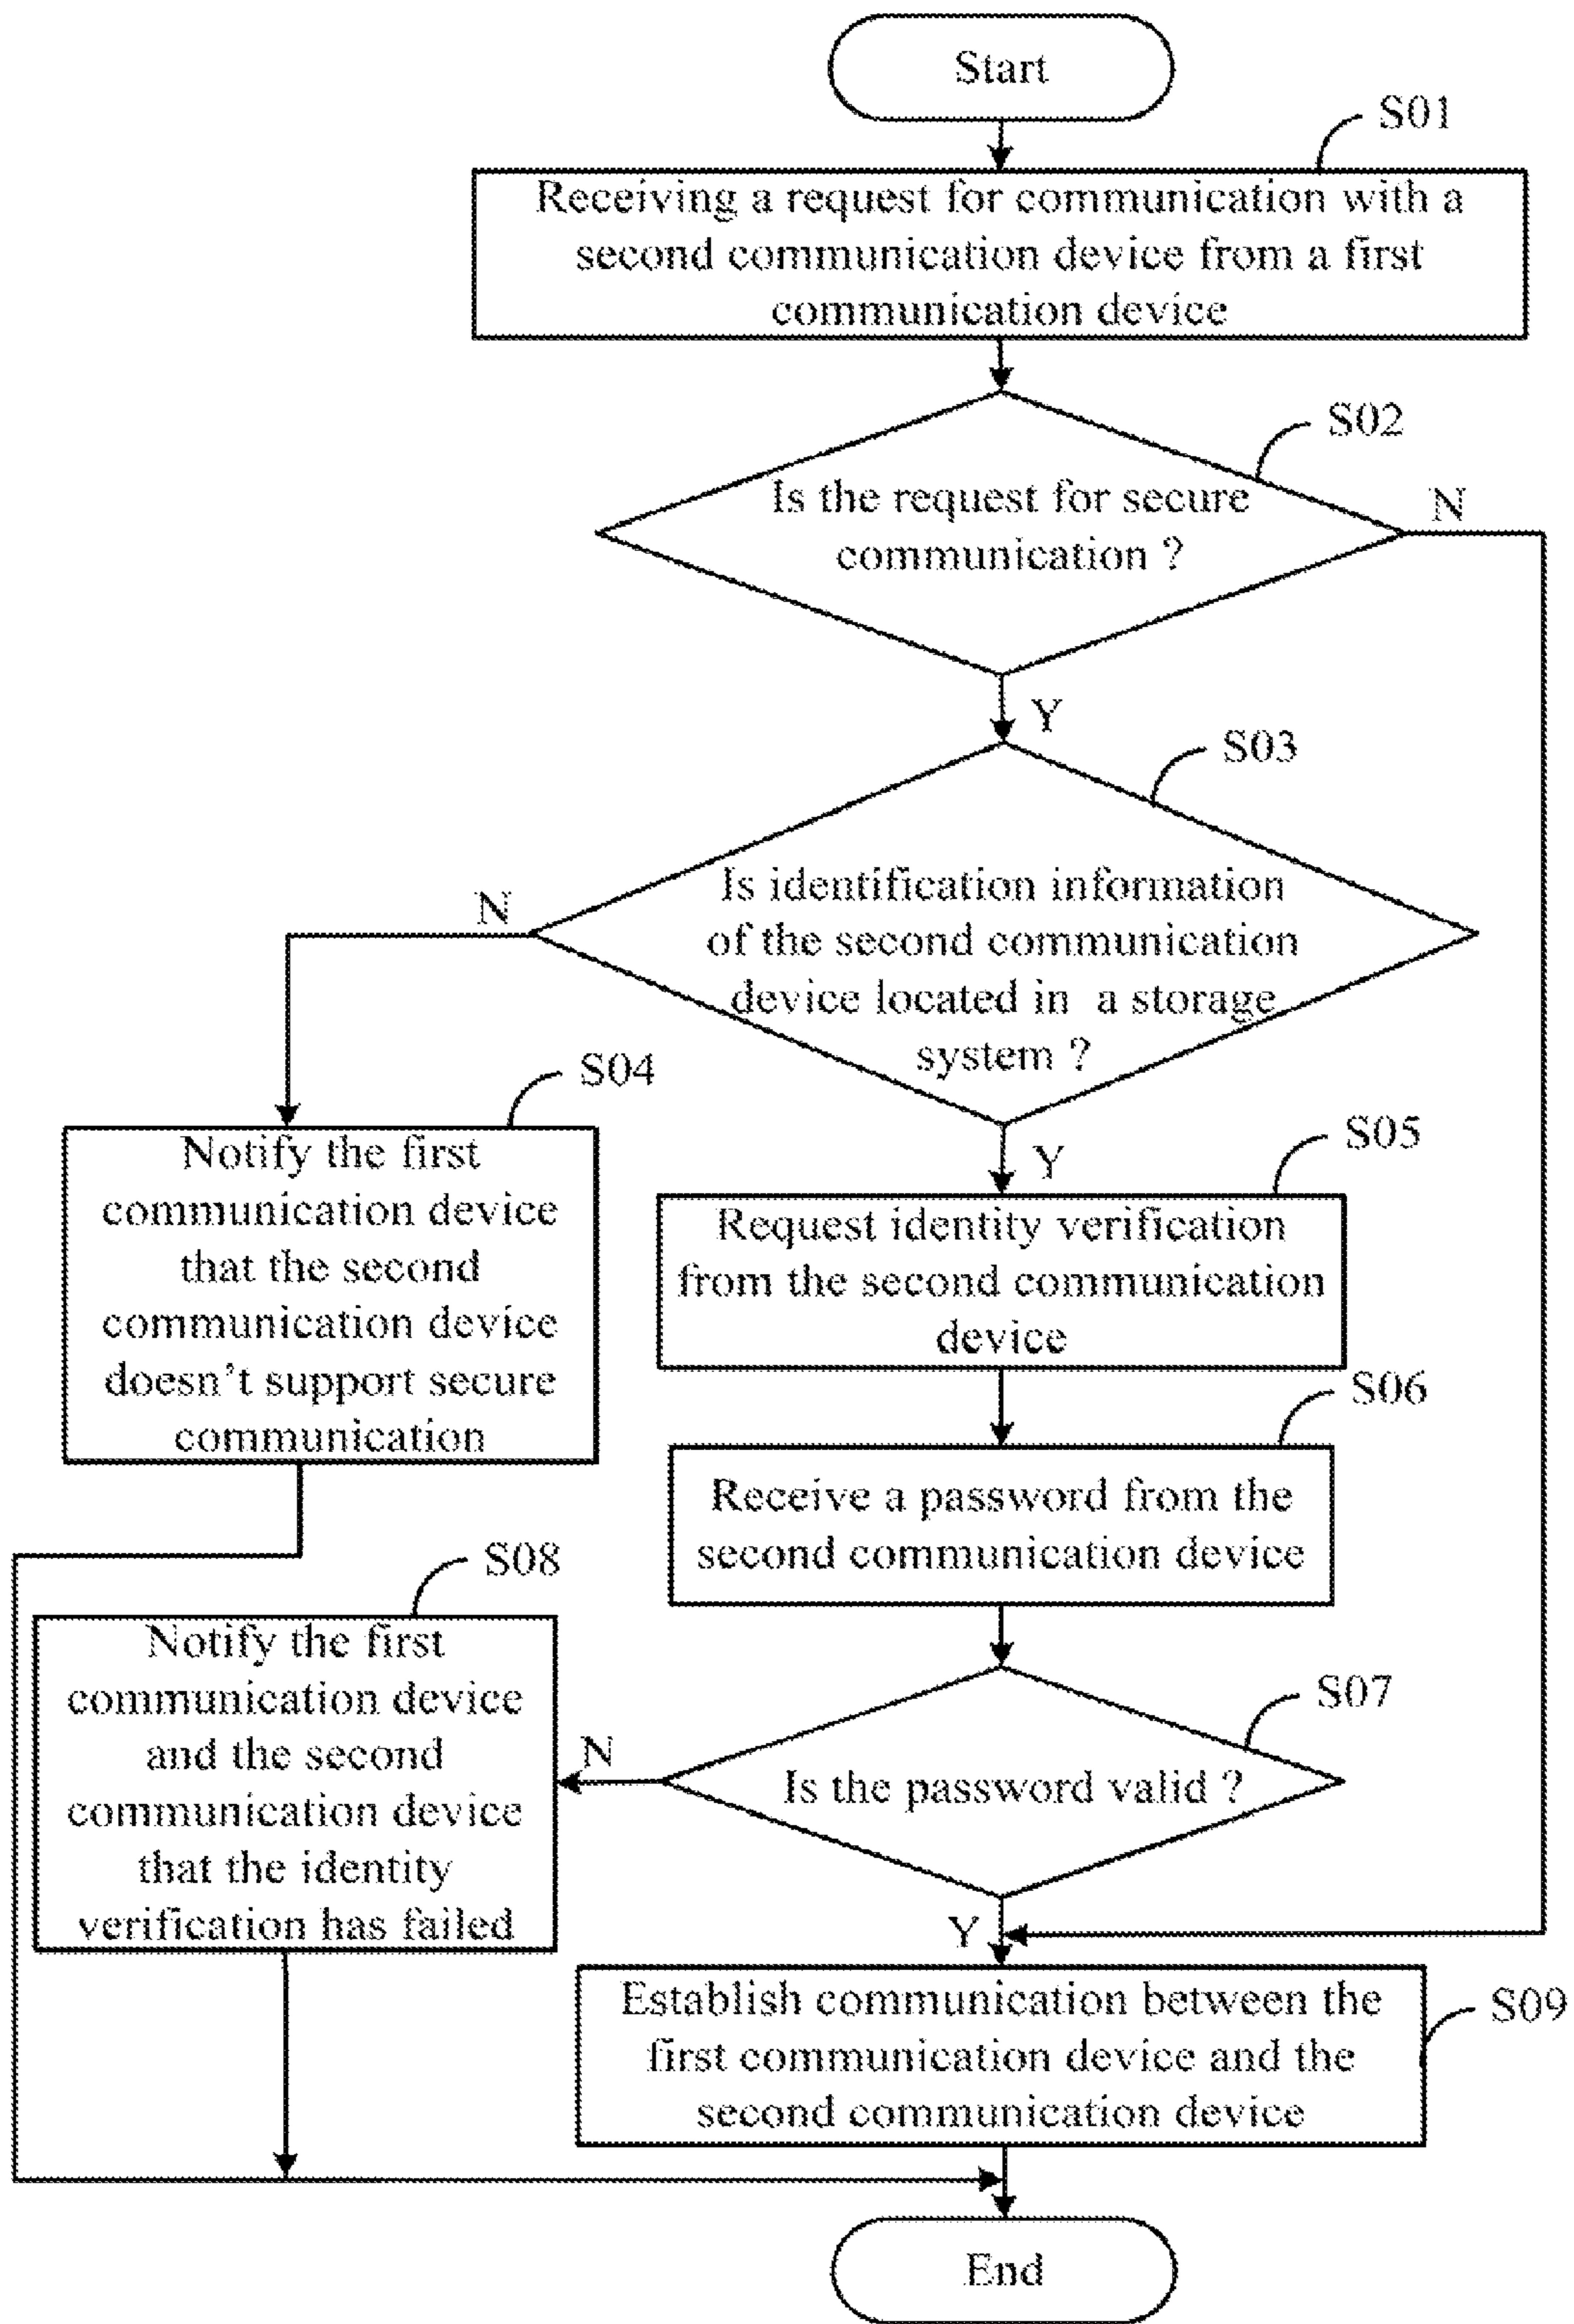 Start
S01
Receiving a request for communication with a
second communication device from a first
communication device
S02
Is the request for secure
communication ?
N
Y
S03
Is identification information
of the second communication
device located in a storage
system ?
N
S04
Notify the first
communication device
that the second
communication device
doesn't support secure
communication
Y
S05
Request identity verification
from the second communication
device
S06
Receive a password from the
second communication device
S08
Notify the first
communication device
and the second
communication device
that the identity
verification has failed
S07
N
Is the password valid ?
Y
Establish communication between the
first communication device and the
second communication device
S09
End